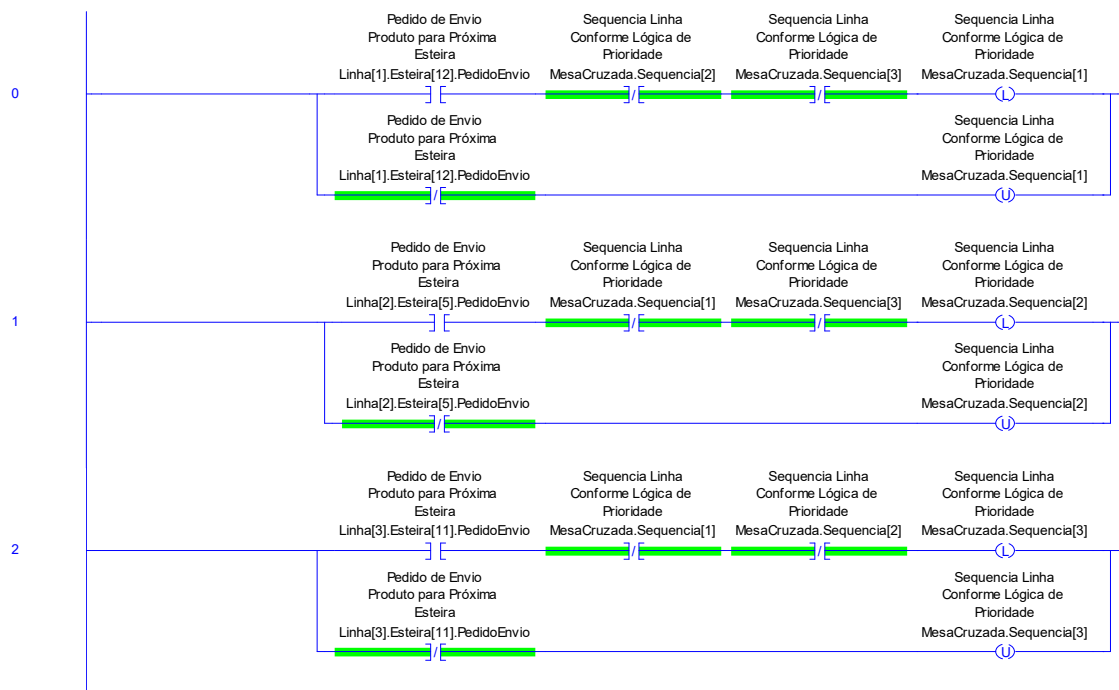 Pedido de Envio
Produto para Próxima
Esteira
Linha[1].Esteira[12].PedidoEnvio
Sequencia Linha
Conforme Lógica de
Prioridade
MesaCruzada.Sequencia[2]
Sequencia Linha
Conforme Lógica de
Prioridade
MesaCruzada.Sequencia[3]
Sequencia Linha
Conforme Lógica de
Prioridade
MesaCruzada.Sequencia[1]
0
/
/
L
Pedido de Envio
Produto para Próxima
Esteira
Linha[1].Esteira[12].PedidoEnvio
Sequencia Linha
Conforme Lógica de
Prioridade
MesaCruzada.Sequencia[1]
/
U
Pedido de Envio
Produto para Próxima
Esteira
Linha[2].Esteira[5].PedidoEnvio
Sequencia Linha
Conforme Lógica de
Prioridade
MesaCruzada.Sequencia[1]
Sequencia Linha
Conforme Lógica de
Prioridade
MesaCruzada.Sequencia[3]
Sequencia Linha
Conforme Lógica de
Prioridade
MesaCruzada.Sequencia[2]
1
/
/
L
Pedido de Envio
Produto para Próxima
Esteira
Linha[2].Esteira[5].PedidoEnvio
Sequencia Linha
Conforme Lógica de
Prioridade
MesaCruzada.Sequencia[2]
/
U
Pedido de Envio
Produto para Próxima
Esteira
Linha[3].Esteira[11].PedidoEnvio
Sequencia Linha
Conforme Lógica de
Prioridade
MesaCruzada.Sequencia[1]
Sequencia Linha
Conforme Lógica de
Prioridade
MesaCruzada.Sequencia[2]
Sequencia Linha
Conforme Lógica de
Prioridade
MesaCruzada.Sequencia[3]
2
/
/
L
Pedido de Envio
Produto para Próxima
Esteira
Linha[3].Esteira[11].PedidoEnvio
Sequencia Linha
Conforme Lógica de
Prioridade
MesaCruzada.Sequencia[3]
/
U